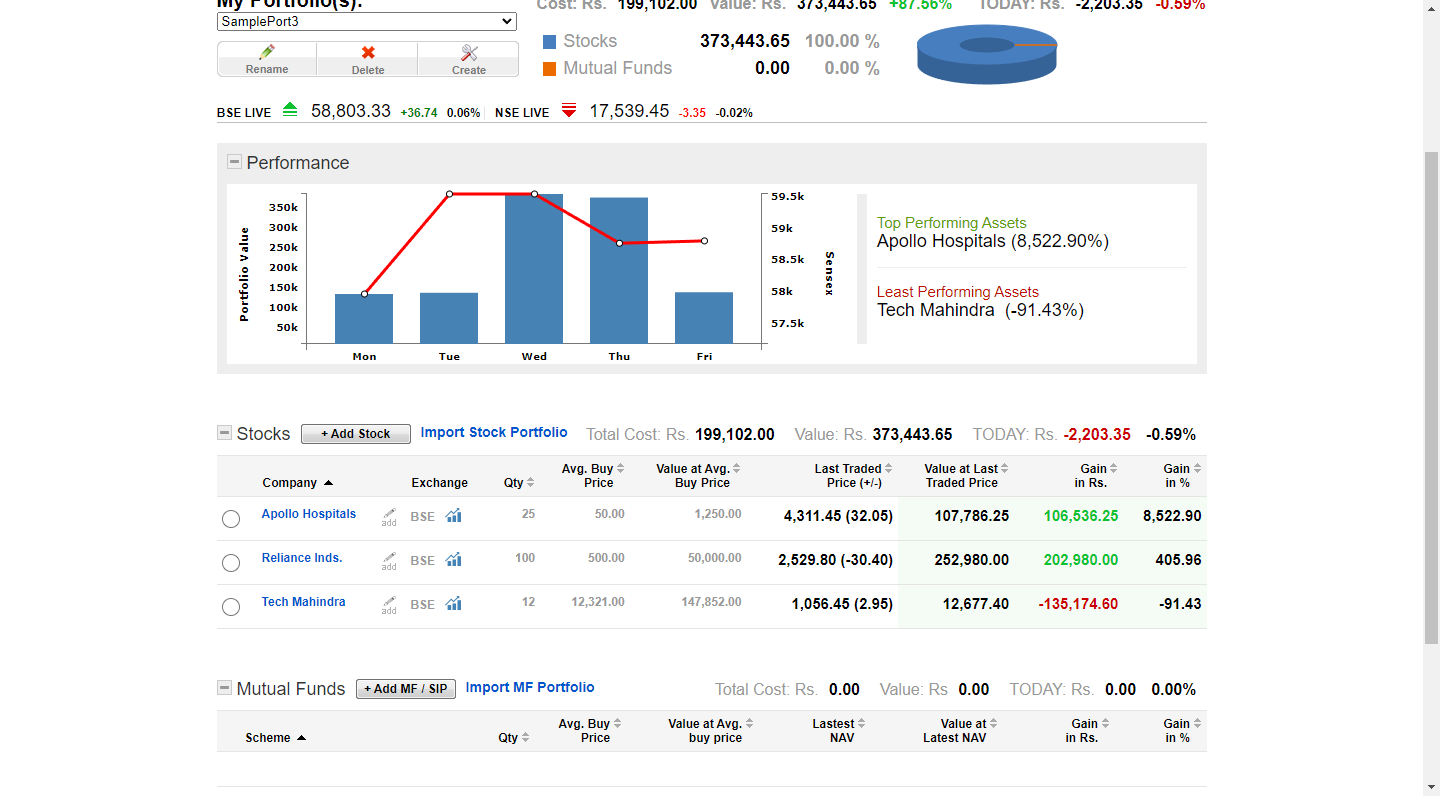 My Portfolio(s):
Cost: Rs. 199,102.00 Value: Rs. 373,443.65 +87.56% TODAY: Rs. -2,203.35 -0.59%
SamplePort3
Stocks 373,443.65 100.00 %
Mutual Funds 0.00 0.00 %
Rename Delete Create
BSE LIVE 58,803.33 +36.74 0.06% NSE LIVE 17,539.45 -3.35 -0.02%
Performance
Portfolio Value
350k
300k
250k
200k
150k
100k
50k
Mon Tue Wed Thu Fri
59.5k
59k
58.5k
58k
57.5k
Sensex
Top Performing Assets
Apollo Hospitals (8,522.90%)
Least Performing Assets
Tech Mahindra (-91.43%)
Stocks + Add Stock Import Stock Portfolio Total Cost: Rs. 199,102.00 Value: Rs. 373,443.65 TODAY: Rs. -2,203.35 -0.59%
Avg. Buy Value at Avg. Last Traded Value at Last Gain Gain
Company Exchange Qty Price Buy Price Price (+/-) Traded Price in Rs. in %
Apollo Hospitals add BSE 25 50.00 1,250.00 4,311.45 (32.05) 107,786.25 106,536.25 8,522.90
Reliance Inds. add BSE 100 500.00 50,000.00 2,529.80 (-30.40) 252,980.00 202,980.00 405.96
Tech Mahindra add BSE 12 12,321.00 147,852.00 1,056.45 (2.95) 12,677.40 -135,174.60 -91.43
Mutual Funds + Add MF / SIP Import MF Portfolio Total Cost: Rs. 0.00 Value: Rs 0.00 TODAY: Rs. 0.00 0.00%
Avg. Buy Value at Avg. Lastest Value at Gain Gain
Scheme Qty Price buy price NAV Latest NAV in Rs. in %